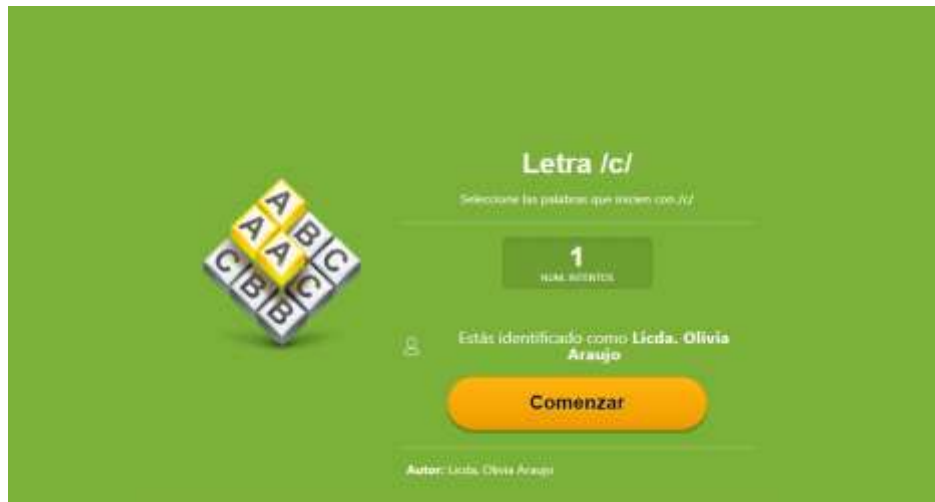 Letra /c/
Seleccione las palabras que inicien con /c/
1
NUM. INTENTOS
Estás identificado como Licda. Olivia
Araujo
Comenzar
Autor: Licda. Olivia Araujo
A
A B
A A B C
C B C
B B